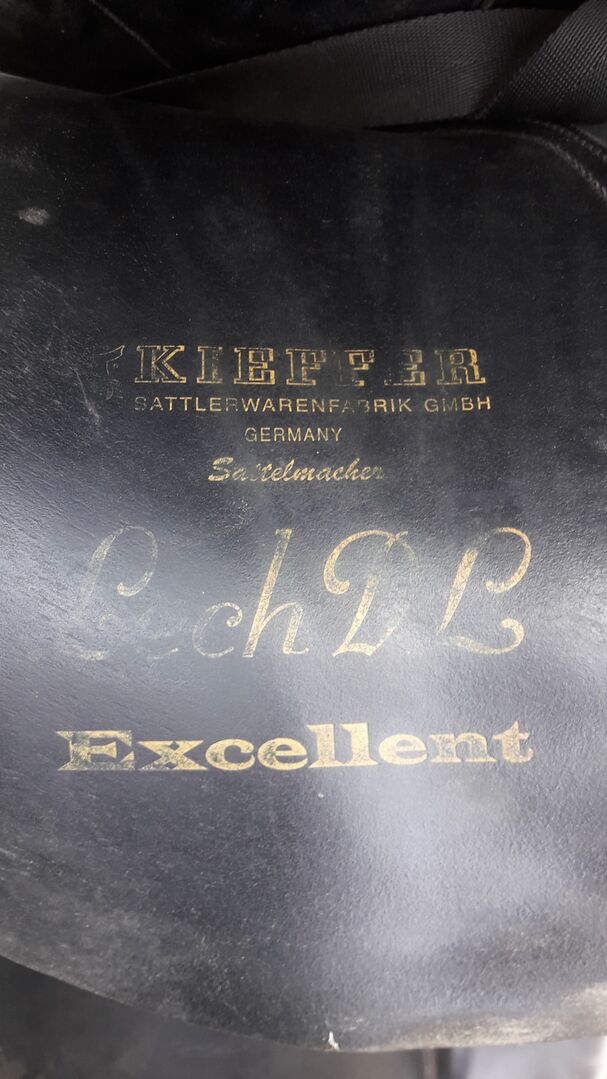 KIEFFER
SATTLERWARENFABRIK GMBH
GERMANY
Sattelmacher
Lech DL
Excellent